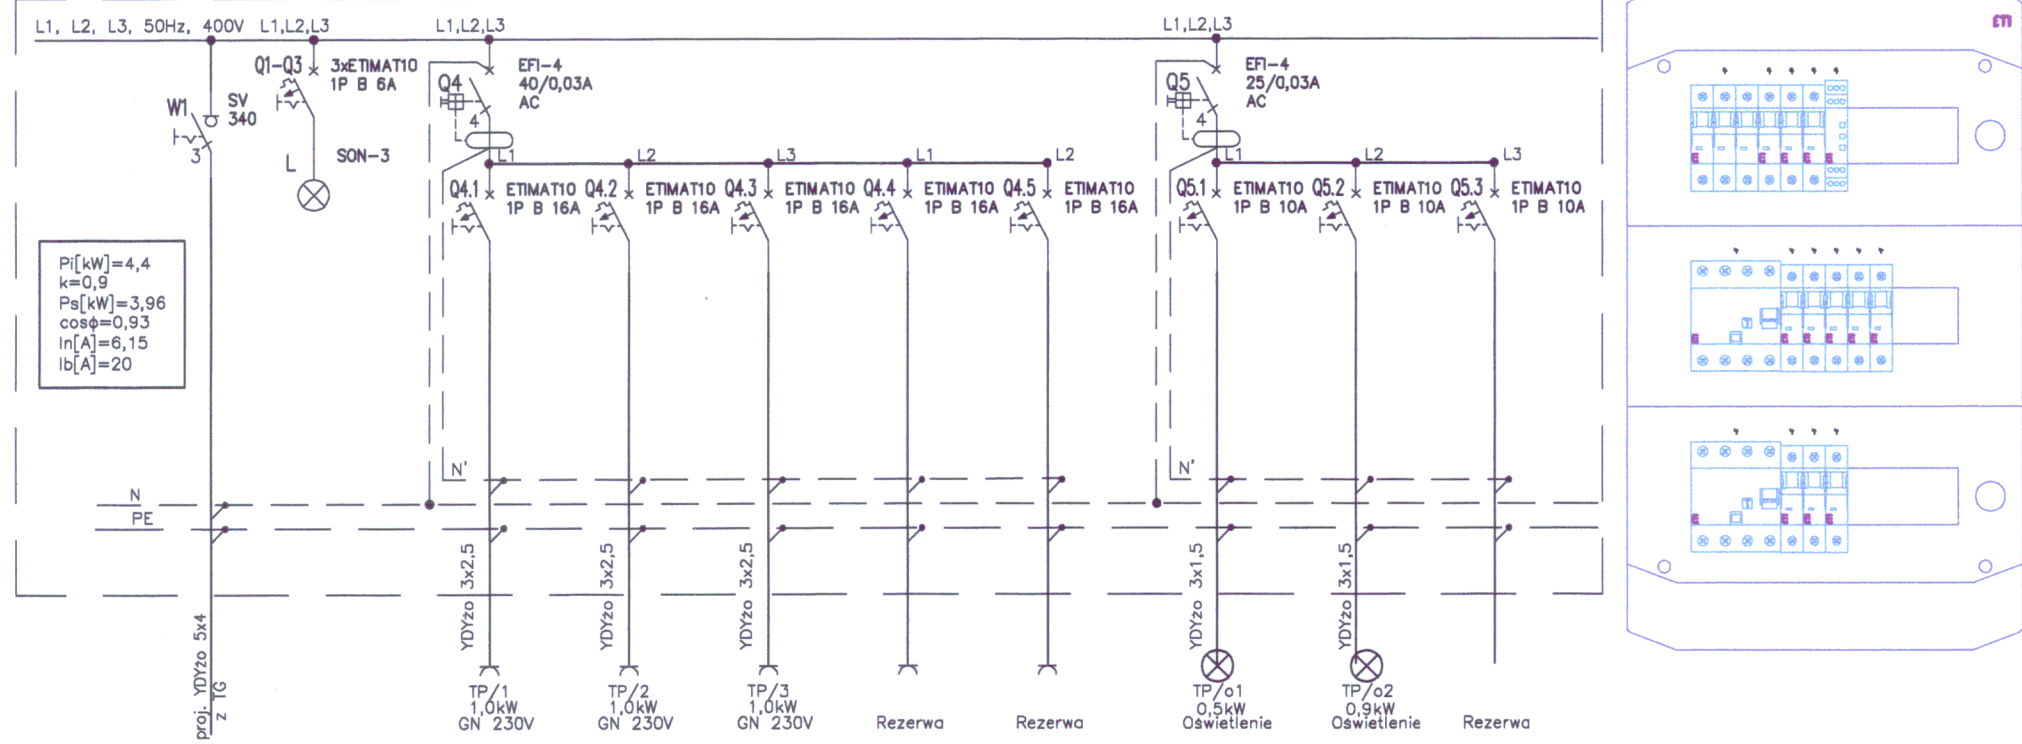 L1, L2, L3, 50Hz, 400V
L1,L2,L3
L1,L2,L3
L1,L2,L3
ETI
W1
SV
340
3
Q1-Q3
3xETIMAT10
1P B 6A
L
SON-3
Q4
EFI-4
40/0,03A
AC
4
Q5
EFI-4
25/0,03A
AC
4
L1
L2
L3
L1
L2
L1
L2
L3
Q4.1
ETIMAT10
1P B 16A
Q4.2
ETIMAT10
1P B 16A
Q4.3
ETIMAT10
1P B 16A
Q4.4
ETIMAT10
1P B 16A
Q4.5
ETIMAT10
1P B 16A
Q5.1
ETIMAT10
1P B 10A
Q5.2
ETIMAT10
1P B 10A
Q5.3
ETIMAT10
1P B 10A
Pi[kW]=4,4
k=0,9
Ps[kW]=3,96
cosϕ=0,93
In[A]=6,15
Ib[A]=20
N'
N'
N
PE
proj. YDYżo 5x4
z TG
YDYżo 3x2,5
YDYżo 3x2,5
YDYżo 3x2,5
YDYżo 3x1,5
YDYżo 3x1,5
TP/1
1,0kW
GN 230V
TP/2
1,0kW
GN 230V
TP/3
1,0kW
GN 230V
Rezerwa
Rezerwa
TP/o1
0,5kW
Oświetlenie
TP/o2
0,9kW
Oświetlenie
Rezerwa